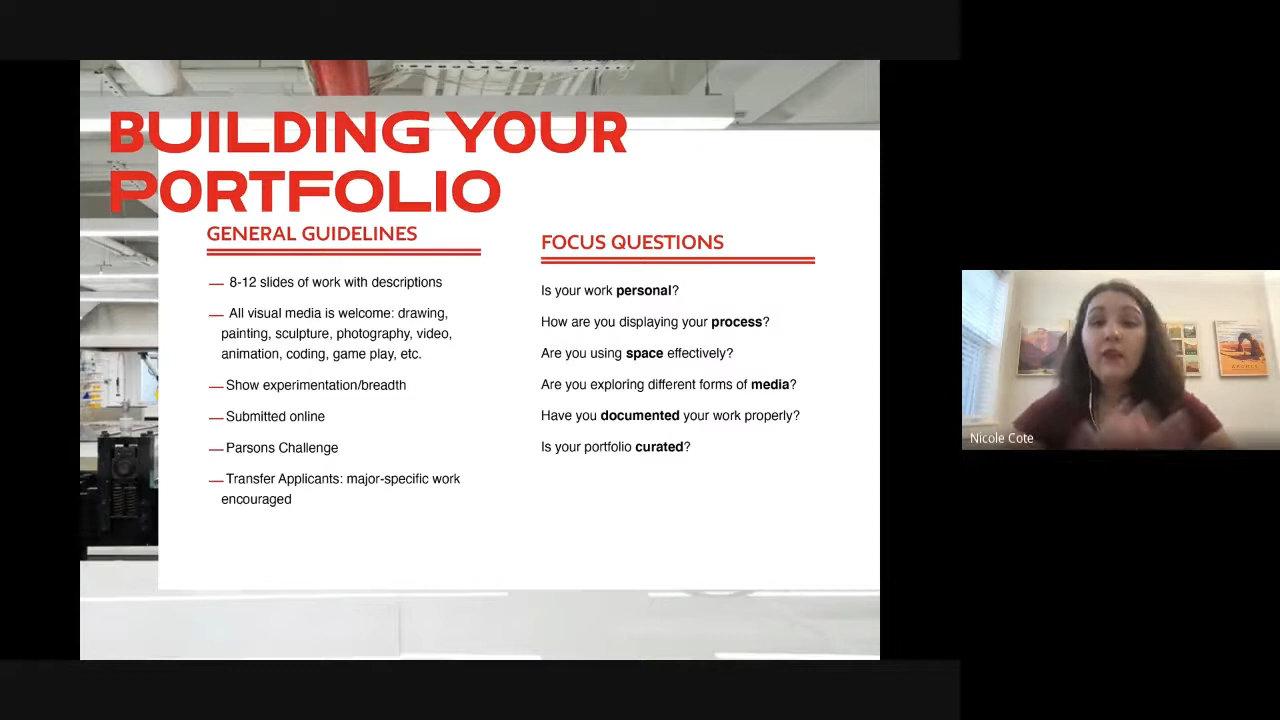 BUILDING YOUR
PORTFOLIO
GENERAL GUIDELINES
— 8-12 slides of work with descriptions
— All visual media is welcome: drawing,
painting, sculpture, photography, video,
animation, coding, game play, etc.
— Show experimentation/breadth
— Submitted online
— Parsons Challenge
— Transfer Applicants: major-specific work
encouraged
FOCUS QUESTIONS
Is your work personal?
How are you displaying your process?
Are you using space effectively?
Are you exploring different forms of media?
Have you documented your work properly?
Is your portfolio curated?
ARCHES
Nicole Cote